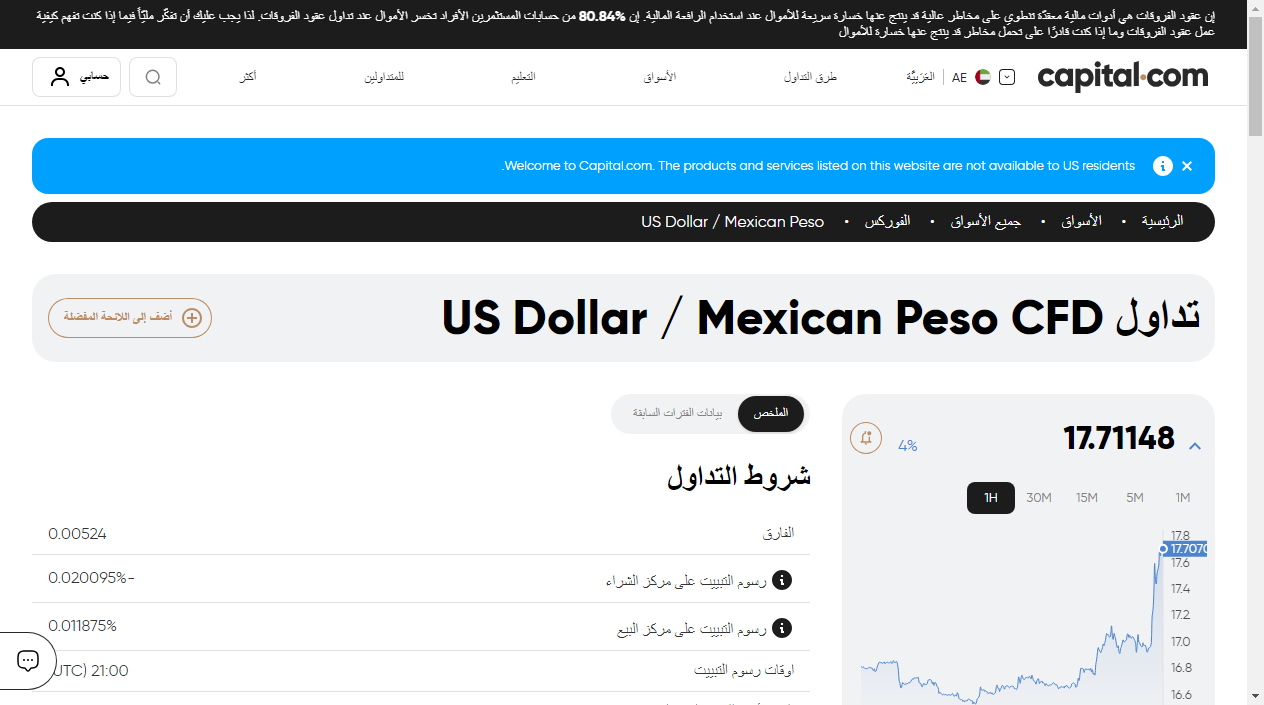 إن عقود الفروقات هي أدوات مالية معقدّة تنطوي على مخاطر عالية قد ينتج عنها خسارة سريعة للأموال عند استخدام الرافعة المالية. إن %80.84 من حسابات المستثمرين الأفراد تخسر الأموال عند تداول عقود الفروقات. لذا يجب عليك أن تفكّر مليّاً فيما إذا كنت تفهم كيفية
عمل عقود الفروقات وما إذا كنت قادرًا على تحمل مخاطر قد ينتج عنها خسارة للأموال
capital.com
AE العَرَبِيَّة
طرق التداول
الأسواق
التعليم
للمتداولين
أكثر
حسابي
Welcome to Capital.com. The products and services listed on this website are not available to US residents.
الرئيسية • الأسواق • جميع الأسواق • الفوركس • US Dollar / Mexican Peso
تداول US Dollar / Mexican Peso CFD
أضف إلى اللائحة المفضلة
17.71148
4%
1H 30M 15M 5M 1M
17.8
17.707
17.6
17.4
17.2
17.0
16.8
16.6
الملخص
بيانات الفترات السابقة
شروط التداول
الفارق 0.00524
رسوم التبييت على مركز الشراء -0.020095%
رسوم التبييت على مركز البيع 0.011875%
اوقات رسوم التبييت 21:00 (UTC